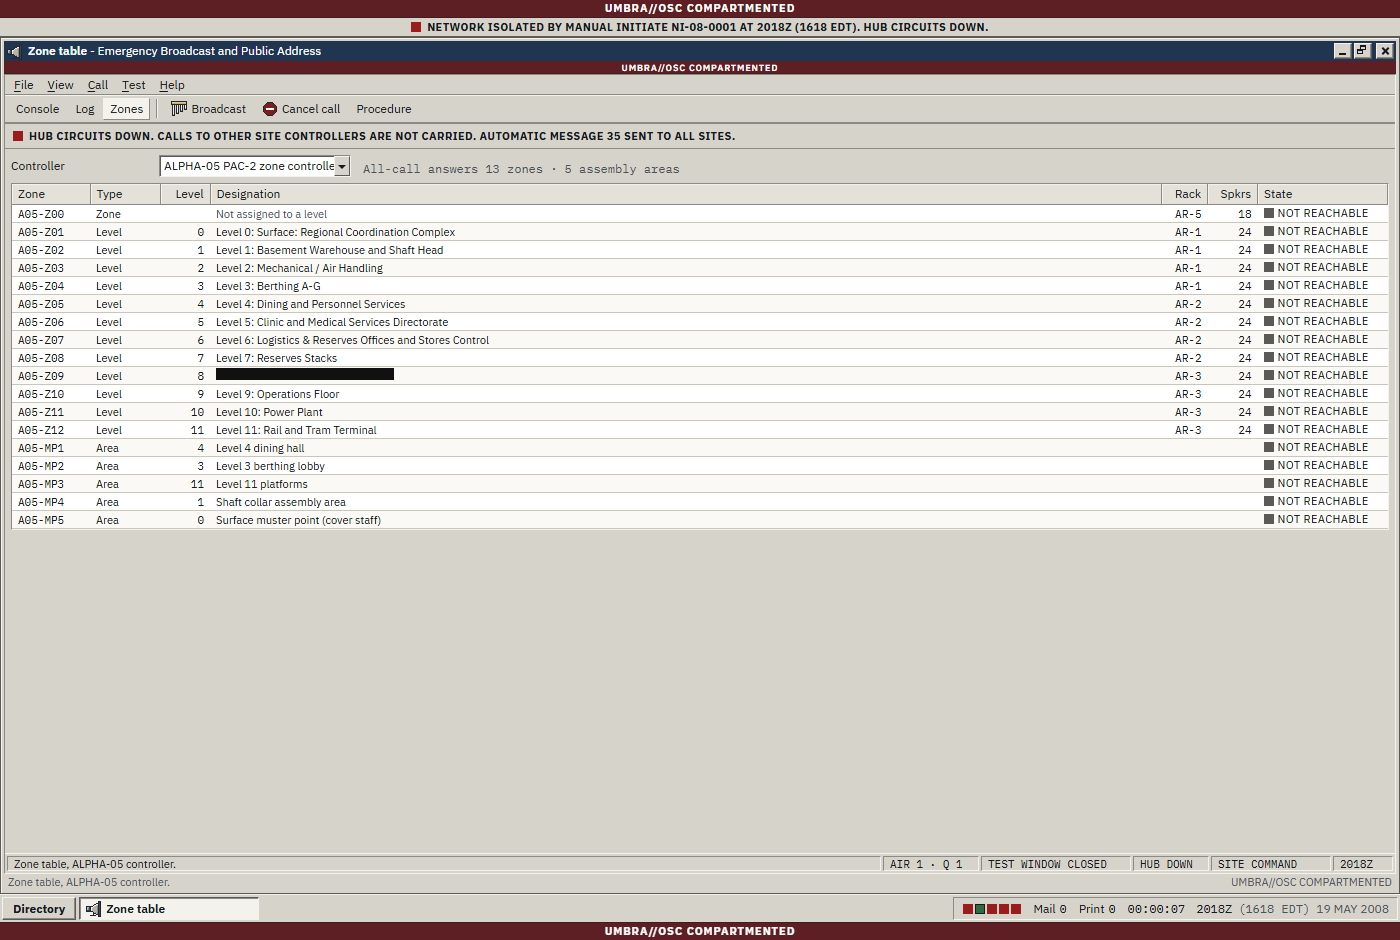 UMBRA//OSC COMPARTMENTED
NETWORK ISOLATED BY MANUAL INITIATE NI-08-0001 AT 2018Z (1618 EDT). HUB CIRCUITS DOWN.
Zone table - Emergency Broadcast and Public Address
UMBRA//OSC COMPARTMENTED
File View Call Test Help
Console Log Zones Broadcast Cancel call Procedure
HUB CIRCUITS DOWN. CALLS TO OTHER SITE CONTROLLERS ARE NOT CARRIED. AUTOMATIC MESSAGE 35 SENT TO ALL SITES.
Controller ALPHA-05 PAC-2 zone controlle All-call answers 13 zones · 5 assembly areas
Zone Type Level Designation Rack Spkrs State
A05-Z00 Zone Not assigned to a level AR-5 18 NOT REACHABLE
A05-Z01 Level 0 Level 0: Surface: Regional Coordination Complex AR-1 24 NOT REACHABLE
A05-Z02 Level 1 Level 1: Basement Warehouse and Shaft Head AR-1 24 NOT REACHABLE
A05-Z03 Level 2 Level 2: Mechanical / Air Handling AR-1 24 NOT REACHABLE
A05-Z04 Level 3 Level 3: Berthing A-G AR-1 24 NOT REACHABLE
A05-Z05 Level 4 Level 4: Dining and Personnel Services AR-2 24 NOT REACHABLE
A05-Z06 Level 5 Level 5: Clinic and Medical Services Directorate AR-2 24 NOT REACHABLE
A05-Z07 Level 6 Level 6: Logistics & Reserves Offices and Stores Control AR-2 24 NOT REACHABLE
A05-Z08 Level 7 Level 7: Reserves Stacks AR-2 24 NOT REACHABLE
A05-Z09 Level 8 AR-3 24 NOT REACHABLE
A05-Z10 Level 9 Level 9: Operations Floor AR-3 24 NOT REACHABLE
A05-Z11 Level 10 Level 10: Power Plant AR-3 24 NOT REACHABLE
A05-Z12 Level 11 Level 11: Rail and Tram Terminal AR-3 24 NOT REACHABLE
A05-MP1 Area 4 Level 4 dining hall NOT REACHABLE
A05-MP2 Area 3 Level 3 berthing lobby NOT REACHABLE
A05-MP3 Area 11 Level 11 platforms NOT REACHABLE
A05-MP4 Area 1 Shaft collar assembly area NOT REACHABLE
A05-MP5 Area 0 Surface muster point (cover staff) NOT REACHABLE
Zone table, ALPHA-05 controller. AIR 1 · Q 1 TEST WINDOW CLOSED HUB DOWN SITE COMMAND 2018Z
Zone table, ALPHA-05 controller. UMBRA//OSC COMPARTMENTED
Directory Zone table Mail 0 Print 0 00:00:07 2018Z (1618 EDT) 19 MAY 2008
UMBRA//OSC COMPARTMENTED